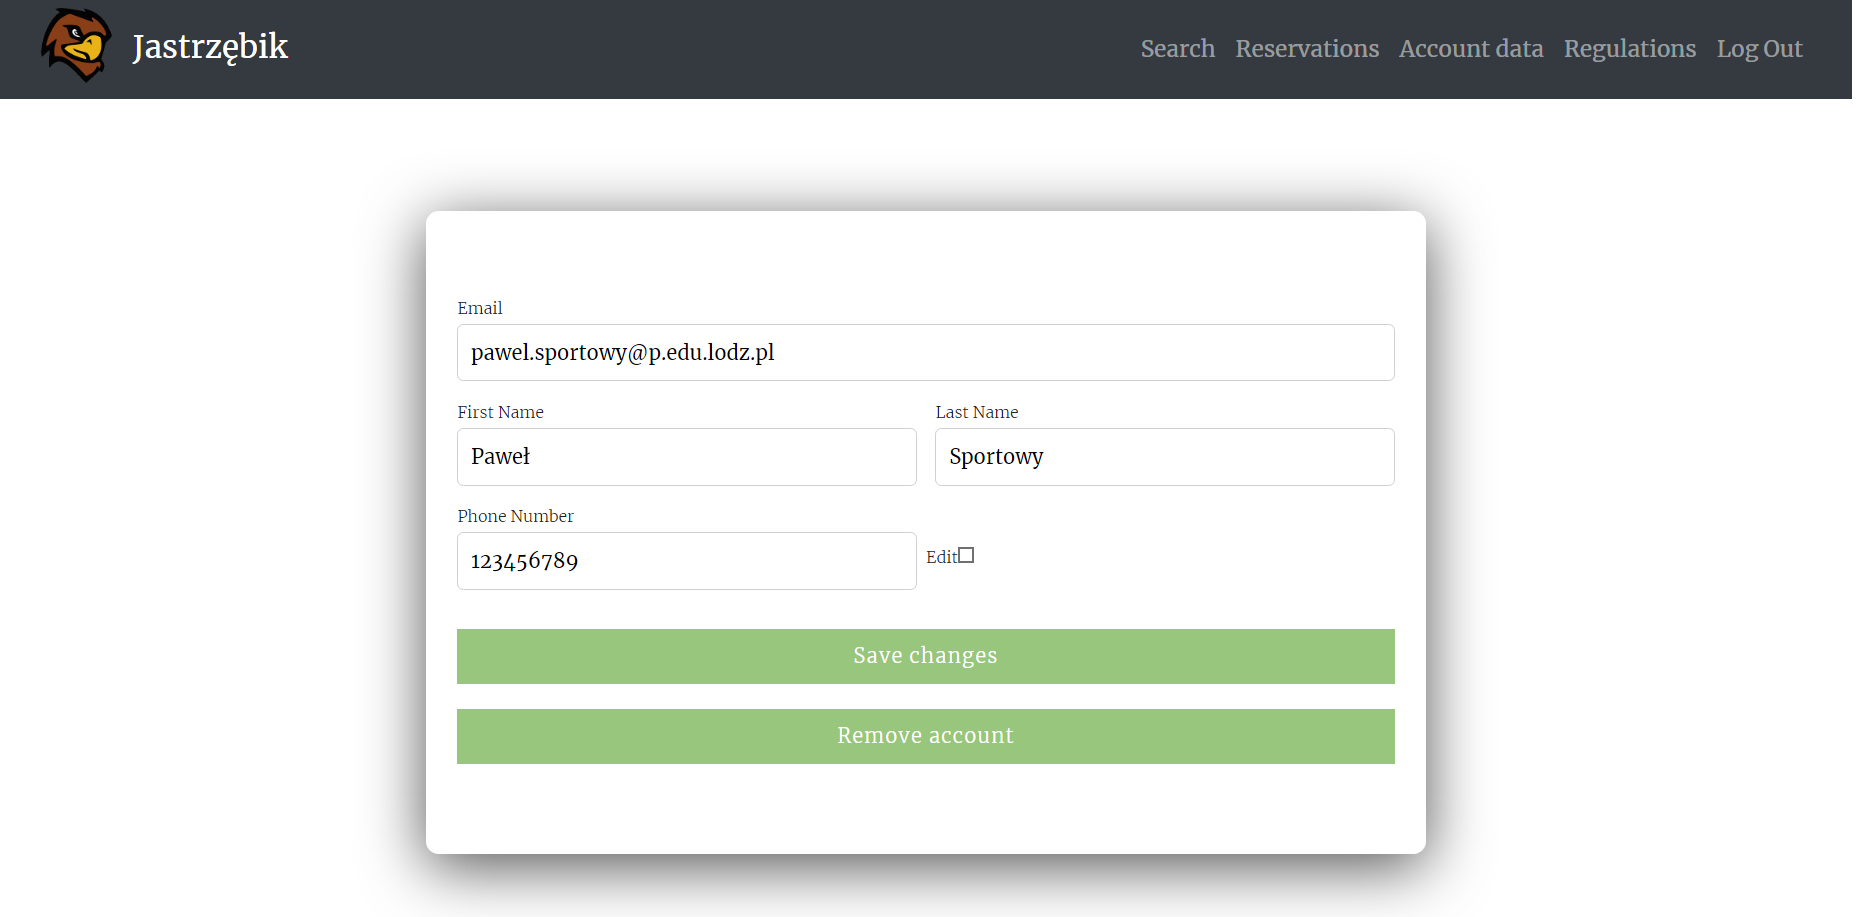 Jastrzębik
Search Reservations Account data Regulations Log Out
Email
pawel.sportowy@p.edu.lodz.pl
First Name Last Name
Paweł Sportowy
Phone Number
123456789 Edit
Save changes
Remove account